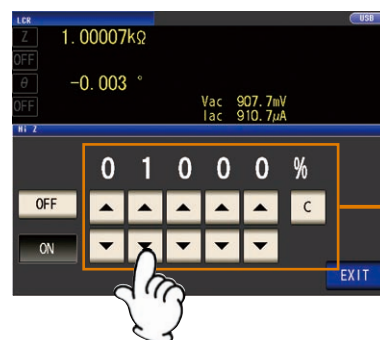 LCR USB
Z 1.00007kΩ
OFF
θ -0.003 °
OFF
Vac 907.7mV
Iac 910.7μA
Hi Z
0 1 0 0 0 %
OFF C
ON
EXIT